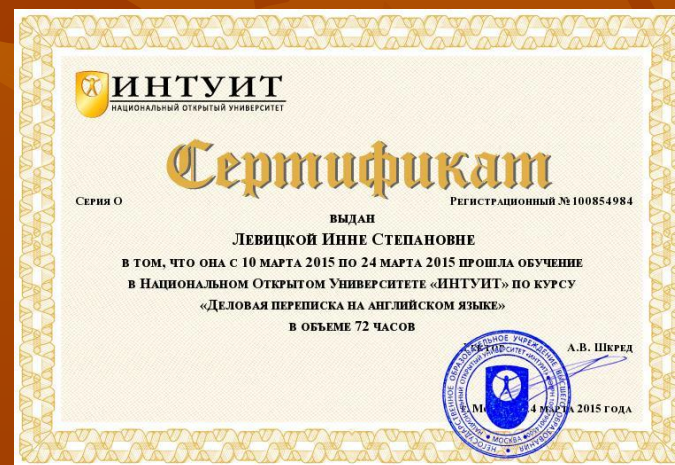 ИНТУИТ
НАЦИОНАЛЬНЫЙ ОТКРЫТЫЙ УНИВЕРСИТЕТ
Сертификат
Серия О Регистрационный № 100854984
выдан
Левицкой Инне Степановне
в том, что она с 10 марта 2015 по 24 марта 2015 прошла обучение
в Национальном Открытом Университете «ИНТУИТ» по курсу
«Деловая переписка на английском языке»
в объеме 72 часов
А.В. Шкред
4 марта 2015 года
МОСКВА